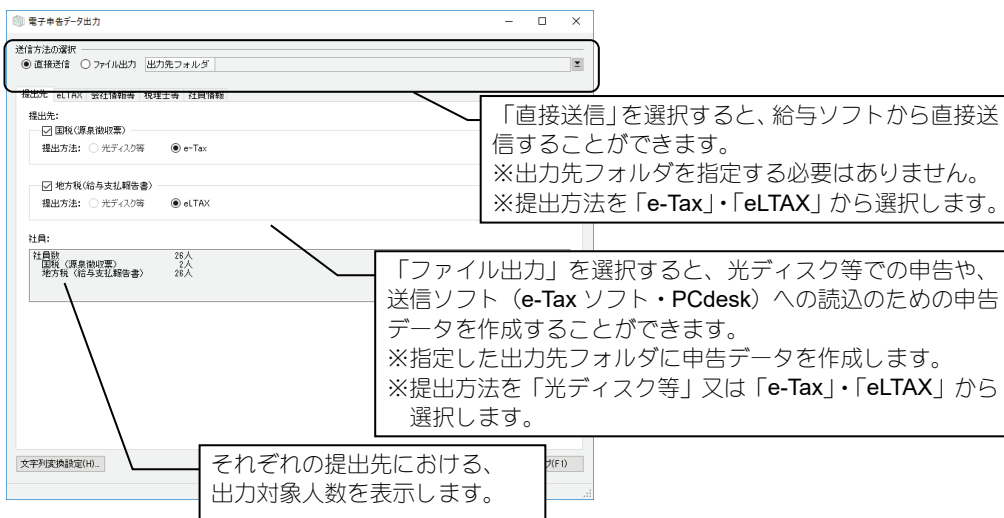 電子申告データ出力
送信方法の選択
直接送信 ファイル出力 出力先フォルダ
提出先 eLTAX 会社情報等 税理士等 社員情報
提出先:
国税(源泉徴収票)
提出方法: 光ディスク等 e-Tax
地方税(給与支払報告書)
提出方法: 光ディスク等 eLTAX
社員:
社員数 26人
国税（源泉徴収票） 2人
地方税（給与支払報告書） 26人
文字列変換設定(H)...
(F1)
「直接送信」を選択すると、給与ソフトから直接送
信することができます。
※出力先フォルダを指定する必要はありません。
※提出方法を「e-Tax」・「eLTAX」から選択します。
「ファイル出力」を選択すると、光ディスク等での申告や、
送信ソフト（e-Tax ソフト・PCdesk）への読込のための申告
データを作成することができます。
※指定した出力先フォルダに申告データを作成します。
※提出方法を「光ディスク等」又は「e-Tax」・「eLTAX」から
選択します。
それぞれの提出先における、
出力対象人数を表示します。